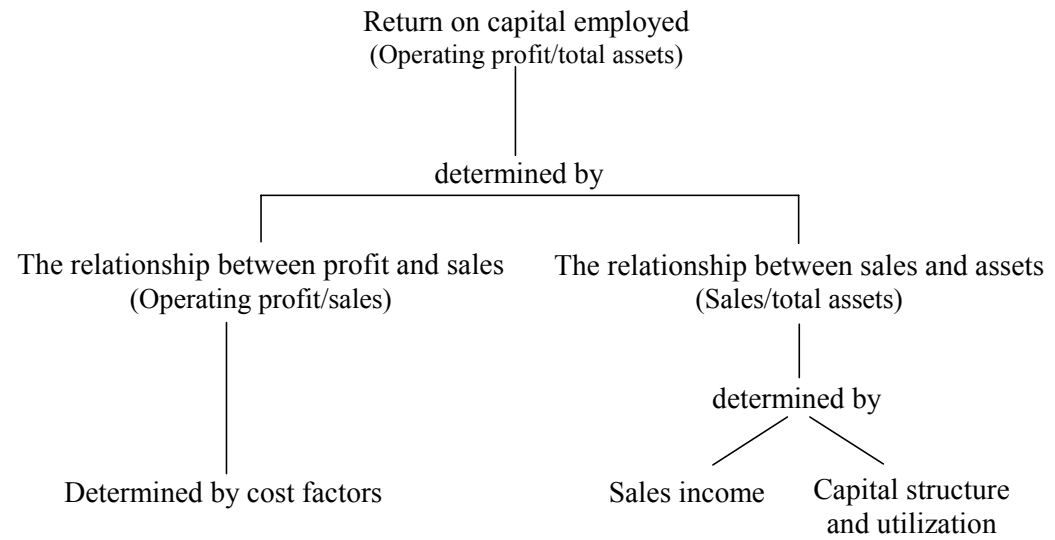 Return on capital employed
(Operating profit/total assets)
determined by
The relationship between profit and sales
(Operating profit/sales)
The relationship between sales and assets
(Sales/total assets)
determined by
Determined by cost factors
Sales income
Capital structure
and utilization